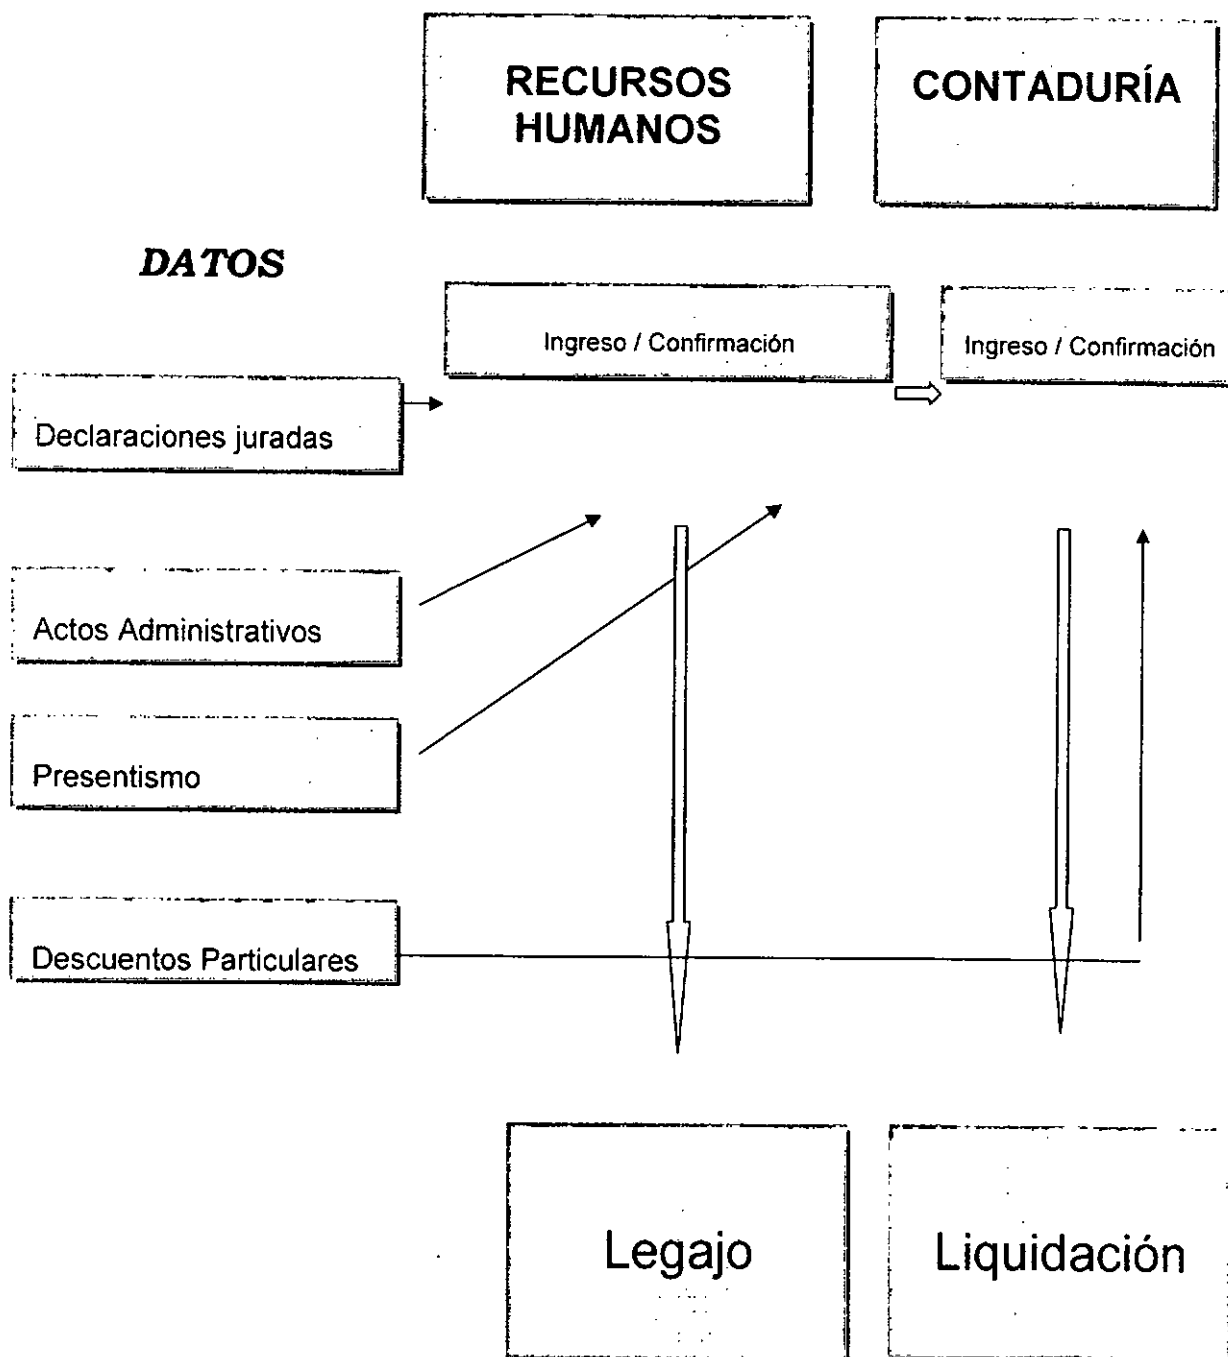 RECURSOS
HUMANOS
CONTADURÍA
DATOS
Ingreso / Confirmación
Ingreso / Confirmación
Declaraciones juradas
Actos Administrativos
Presentismo
Descuentos Particulares
Legajo
Liquidación